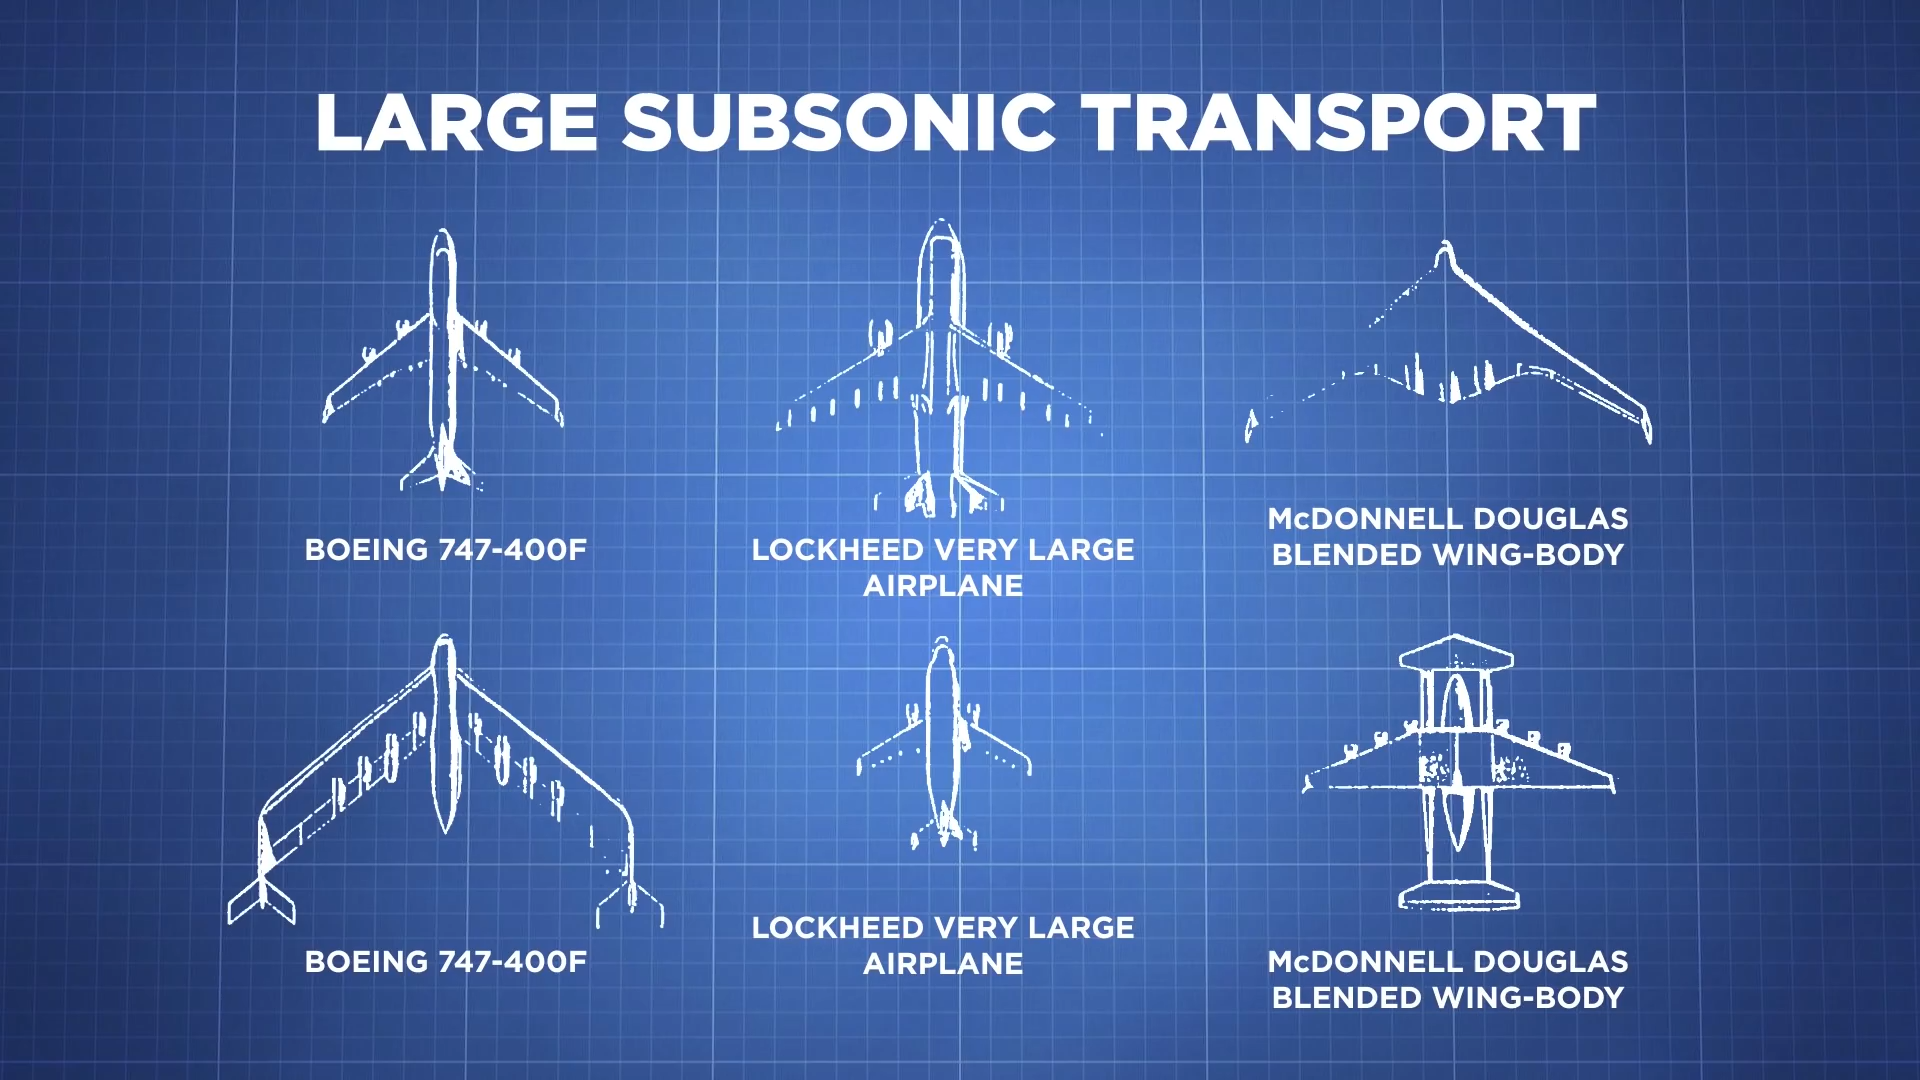 LARGE SUBSONIC TRANSPORT
BOEING 747-400F
LOCKHEED VERY LARGE
AIRPLANE
McDONNELL DOUGLAS
BLENDED WING-BODY
BOEING 747-400F
LOCKHEED VERY LARGE
AIRPLANE
McDONNELL DOUGLAS
BLENDED WING-BODY